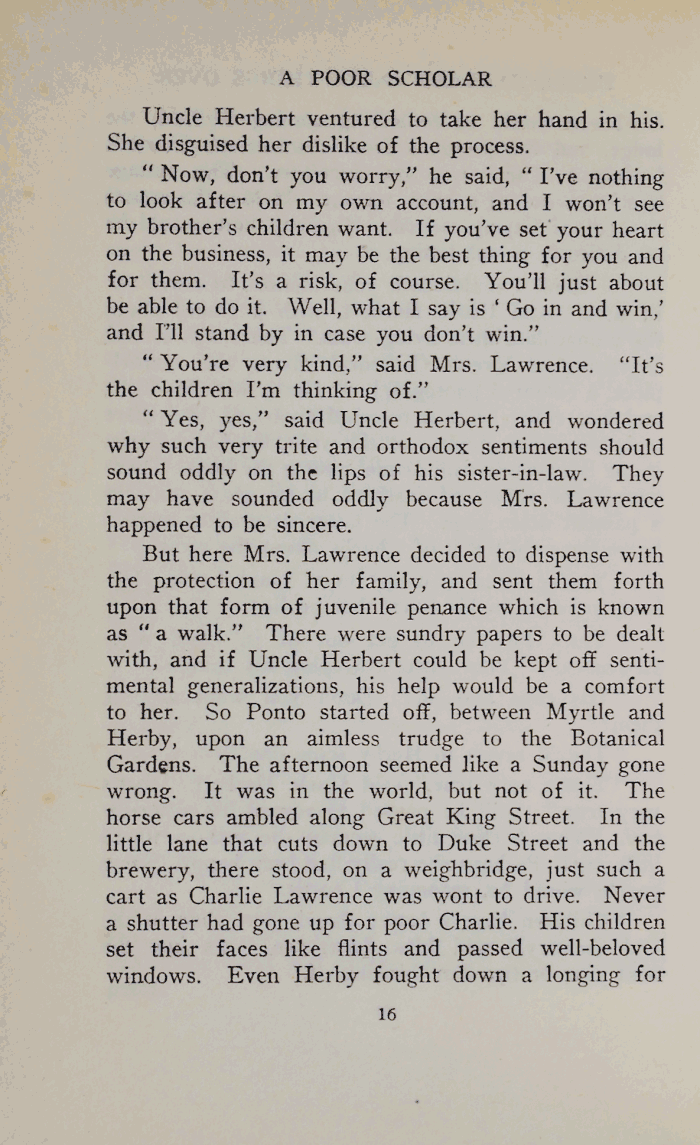 A POOR SCHOLAR
Uncle Herbert ventured to take her hand in his.
She disguised her dislike of the process.
“ Now, don’t you worry,” he said, “ I’ve nothing
to look after on my own account, and I won’t see
my brother’s children want. If you’ve set your heart
on the business, it may be the best thing for you and
for them. It’s a risk, of course. You’ll just about
be able to do it. Well, what I say is ‘ Go in and win,’
and I’ll stand by in case you don’t win.”
“ You’re very kind,” said Mrs. Lawrence. “It’s
the children I’m thinking of.”
“ Yes, yes,” said Uncle Herbert, and wondered
why such very trite and orthodox sentiments should
sound oddly on the lips of his sister-in-law. They
may have sounded oddly because Mrs. Lawrence
happened to be sincere.
But here Mrs. Lawrence decided to dispense with
the protection of her family, and sent them forth
upon that form of juvenile penance which is known
as “ a walk.” There were sundry papers to be dealt
with, and if Uncle Herbert could be kept off senti-
mental generalizations, his help would be a comfort
to her. So Ponto started off, between Myrtle and
Herby, upon an aimless trudge to the Botanical
Gardens. The afternoon seemed like a Sunday gone
wrong. It was in the world, but not of it. The
horse cars ambled along Great King Street. In the
little lane that cuts down to Duke Street and the
brewery, there stood, on a weighbridge, just such a
cart as Charlie Lawrence was wont to drive. Never
a shutter had gone up for poor Charlie. His children
set their faces like flints and passed well-beloved
windows. Even Herby fought down a longing for
16